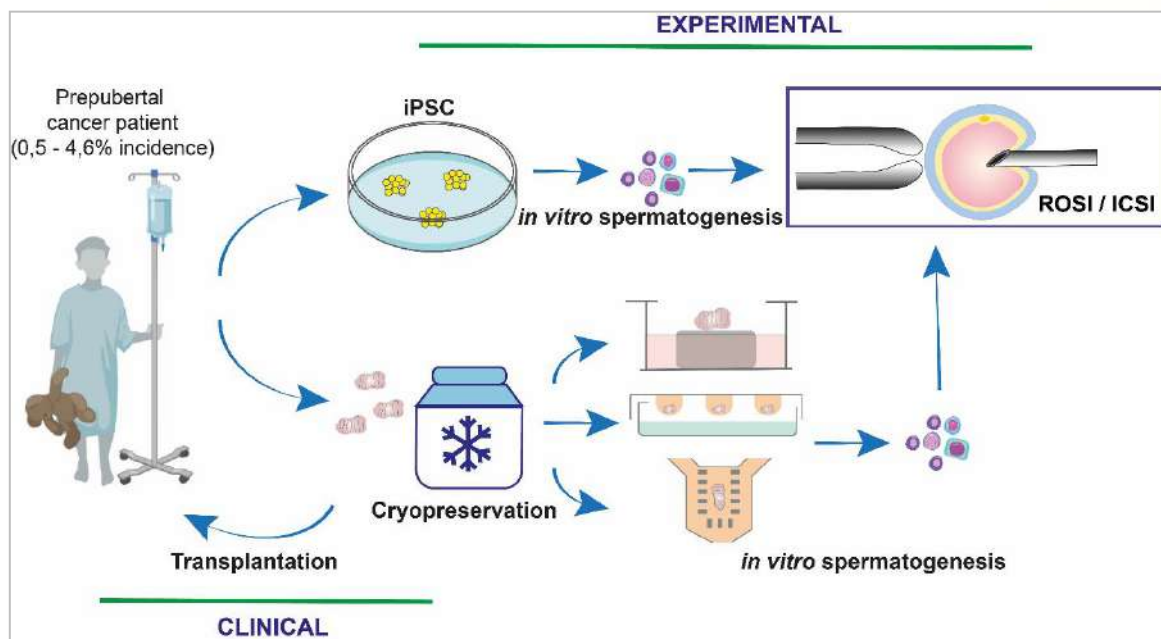 EXPERIMENTAL
Prepubertal
cancer patient
(0,5 - 4,6% incidence)
iPSC
in vitro spermatogenesis
ROSI / ICSI
Cryopreservation
Transplantation
in vitro spermatogenesis
CLINICAL